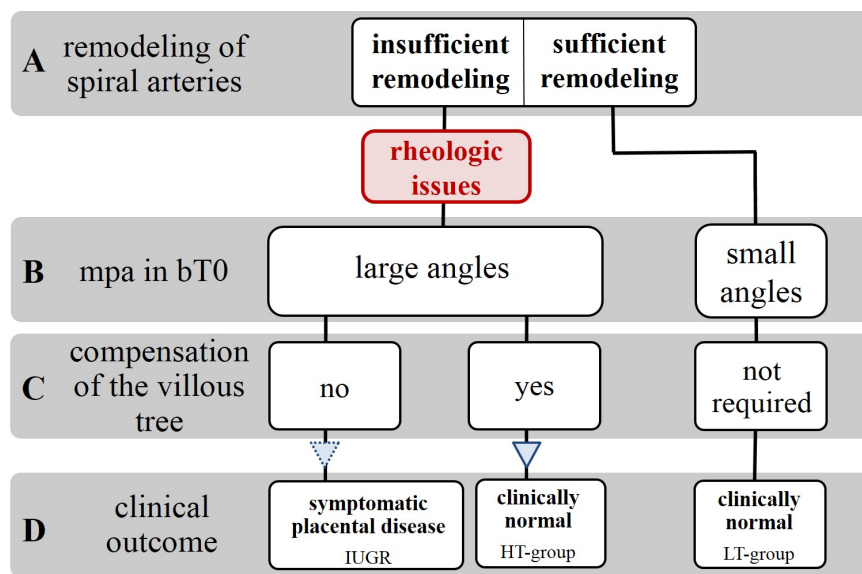 A
remodeling of
spiral arteries
insufficient
remodeling
sufficient
remodeling
rheologic
issues
B
mpa in bT0
large angles
small
angles
C
compensation
of the villous
tree
no
yes
not
required
D
clinical
outcome
symptomatic
placental disease
IUGR
clinically
normal
HT-group
clinically
normal
LT-group